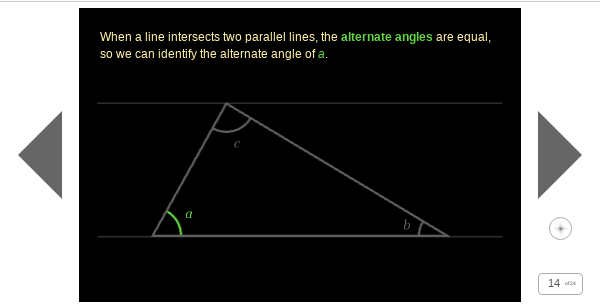 When a line intersects two parallel lines, the alternate angles are equal,
so we can identify the alternate angle of a.
c
a
b
14 of 24